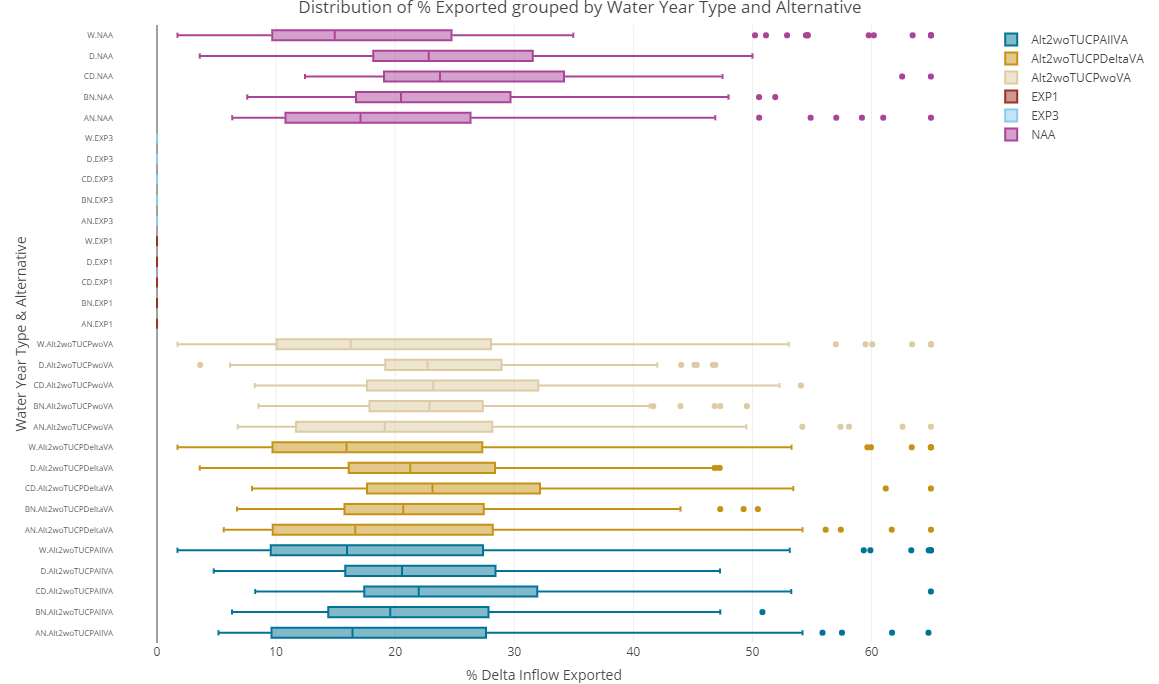 Distribution of % Exported grouped by Water Year Type and Alternative
W.NAA
D.NAA
CD.NAA
BN.NAA
AN.NAA
W.EXP3
D.EXP3
CD.EXP3
BN.EXP3
AN.EXP3
W.EXP1
D.EXP1
CD.EXP1
BN.EXP1
AN.EXP1
W.Alt2woTUCPwoVA
D.Alt2woTUCPwoVA
CD.Alt2woTUCPwoVA
BN.Alt2woTUCPwoVA
AN.Alt2woTUCPwoVA
W.Alt2woTUCPDeltaVA
D.Alt2woTUCPDeltaVA
CD.Alt2woTUCPDeltaVA
BN.Alt2woTUCPDeltaVA
AN.Alt2woTUCPDeltaVA
W.Alt2woTUCPAllVA
D.Alt2woTUCPAllVA
CD.Alt2woTUCPAllVA
BN.Alt2woTUCPAllVA
AN.Alt2woTUCPAllVA
Water Year Type & Alternative
0 10 20 30 40 50 60
% Delta Inflow Exported
Alt2woTUCPAllVA
Alt2woTUCPDeltaVA
Alt2woTUCPwoVA
EXP1
EXP3
NAA